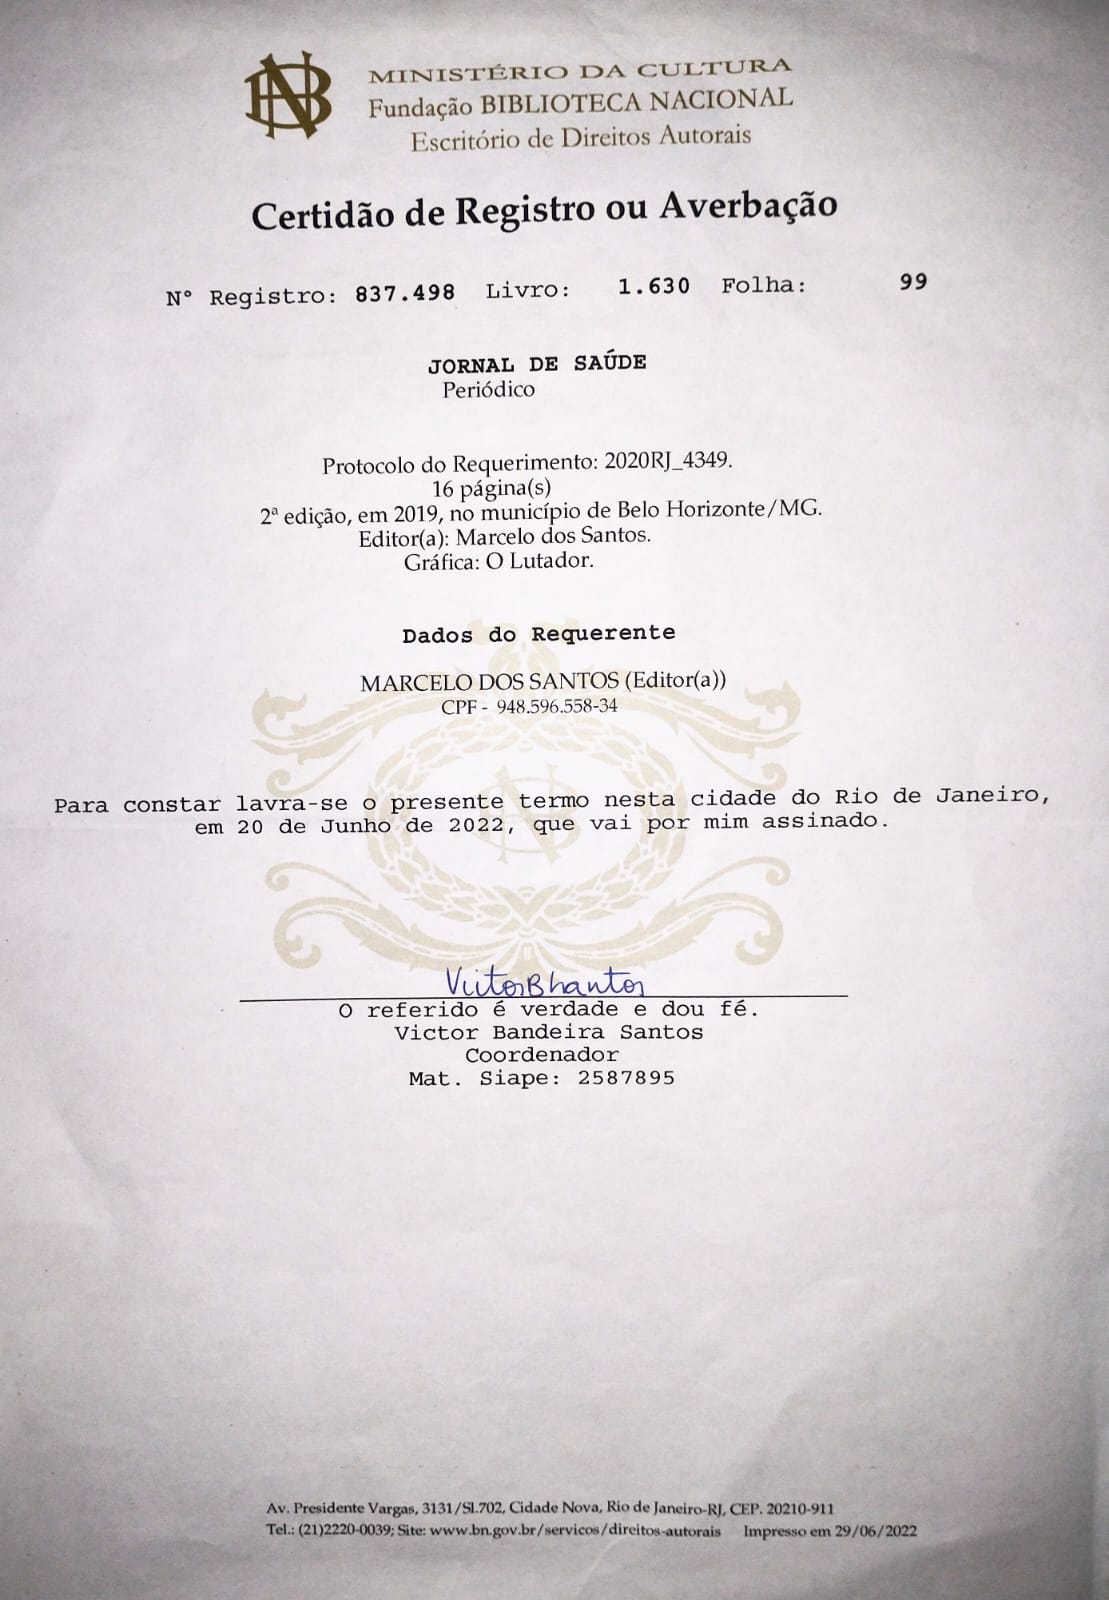 MINISTÉRIO DA CULTURA
Fundação BIBLIOTECA NACIONAL
Escritório de Direitos Autorais
Certidão de Registro ou Averbação
Nº Registro: 837.498 Livro: 1.630 Folha: 99
JORNAL DE SAÚDE
Periódico
Protocolo do Requerimento: 2020RJ_4349.
16 página(s)
2ª edição, em 2019, no município de Belo Horizonte/MG.
Editor(a): Marcelo dos Santos.
Gráfica: O Lutador.
Dados do Requerente
MARCELO DOS SANTOS (Editor(a))
CPF - 948.596.558-34
Para constar lavra-se o presente termo nesta cidade do Rio de Janeiro,
em 20 de Junho de 2022, que vai por mim assinado.
O referido é verdade e dou fé.
Victor Bandeira Santos
Coordenador
Mat. Siape: 2587895
Av. Presidente Vargas, 3131/Sl.702, Cidade Nova, Rio de Janeiro-RJ, CEP. 20210-911
Tel.: (21)2220-0039; Site: www.bn.gov.br/servicos/direitos-autorais Impresso em 29/06/2022